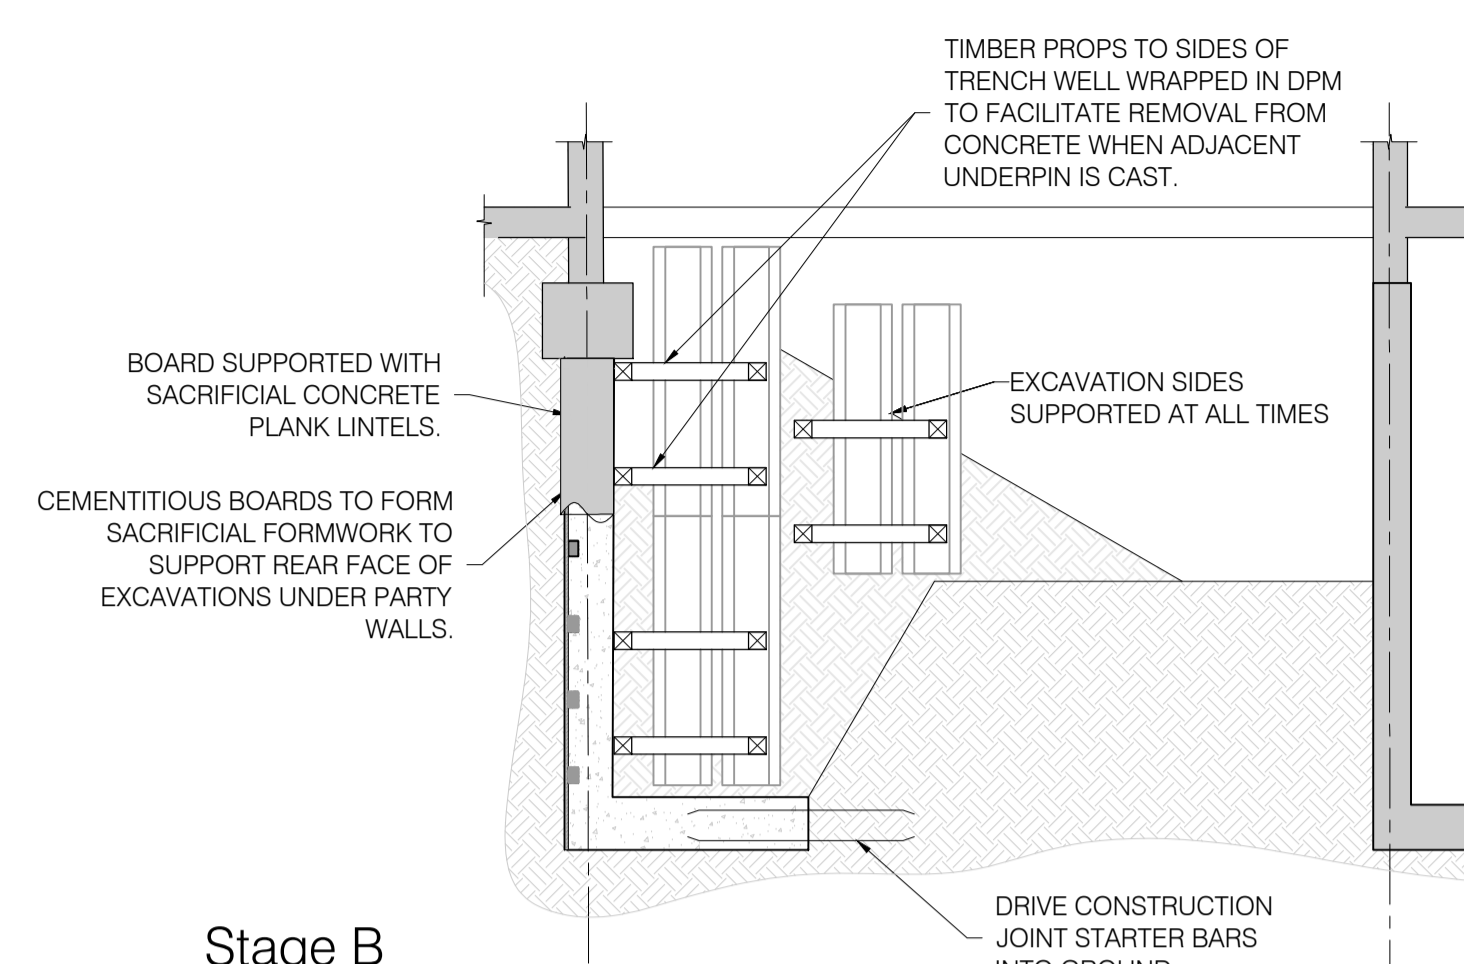 TIMBER PROPS TO SIDES OF
TRENCH WELL WRAPPED IN DPM
TO FACILITATE REMOVAL FROM
CONCRETE WHEN ADJACENT
UNDERPIN IS CAST.
BOARD SUPPORTED WITH
SACRIFICIAL CONCRETE
PLANK LINTELS.
EXCAVATION SIDES
SUPPORTED AT ALL TIMES
CEMENTITIOUS BOARDS TO FORM
SACRIFICIAL FORMWORK TO
SUPPORT REAR FACE OF
EXCAVATIONS UNDER PARTY
WALLS.
DRIVE CONSTRUCTION
JOINT STARTER BARS
INTO GROUND
Stage B